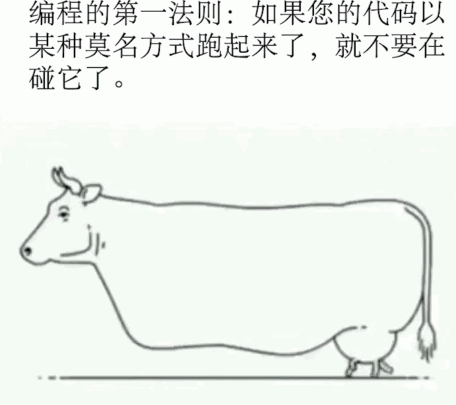 编程的第一法则：如果您的代码以
某种莫名方式跑起来了，就不要在
碰它了。